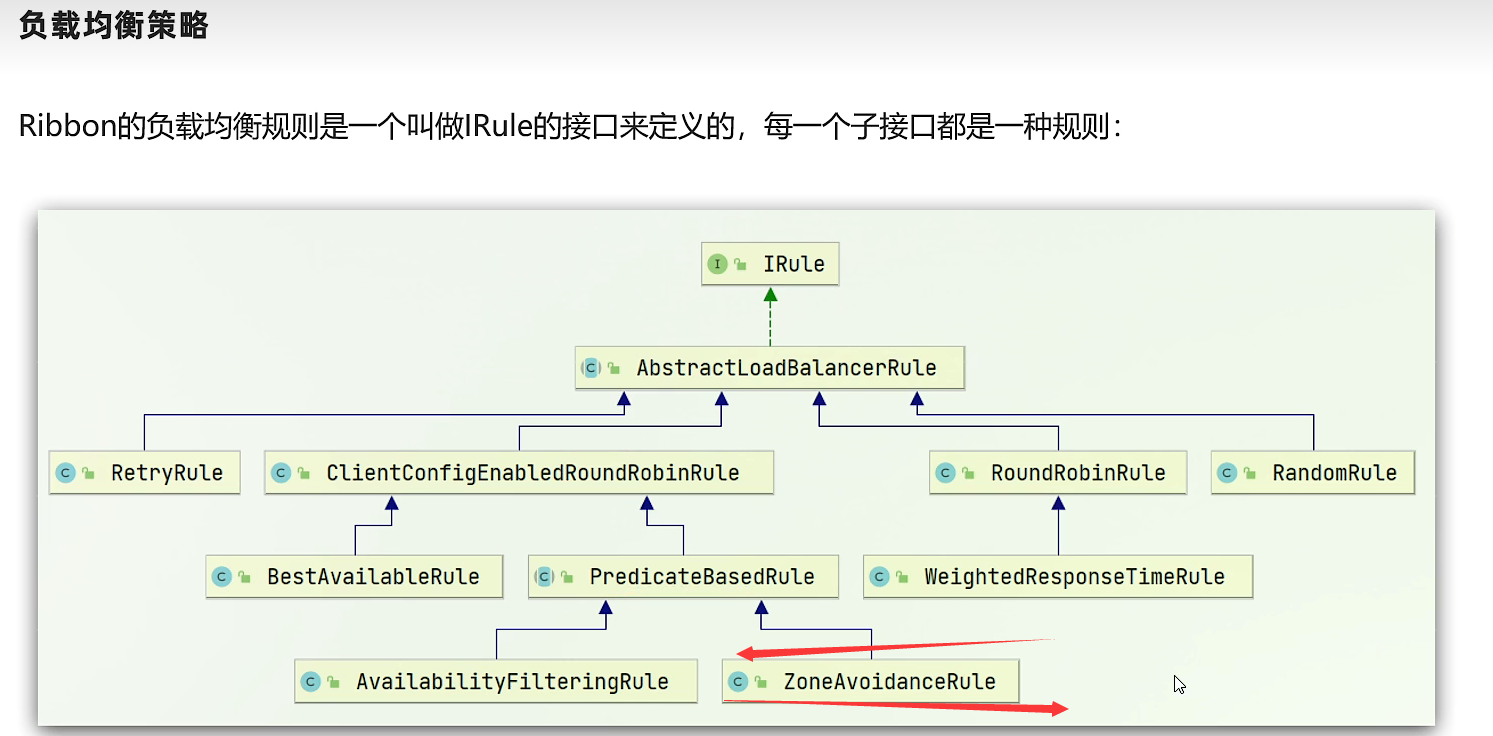 负载均衡策略
Ribbon的负载均衡规则是一个叫做IRule的接口来定义的，每一个子接口都是一种规则：
I IRule
C AbstractLoadBalancerRule
C RetryRule
C ClientConfigEnabledRoundRobinRule
C RoundRobinRule
C RandomRule
C BestAvailableRule
C PredicateBasedRule
C WeightedResponseTimeRule
C AvailabilityFilteringRule
C ZoneAvoidanceRule